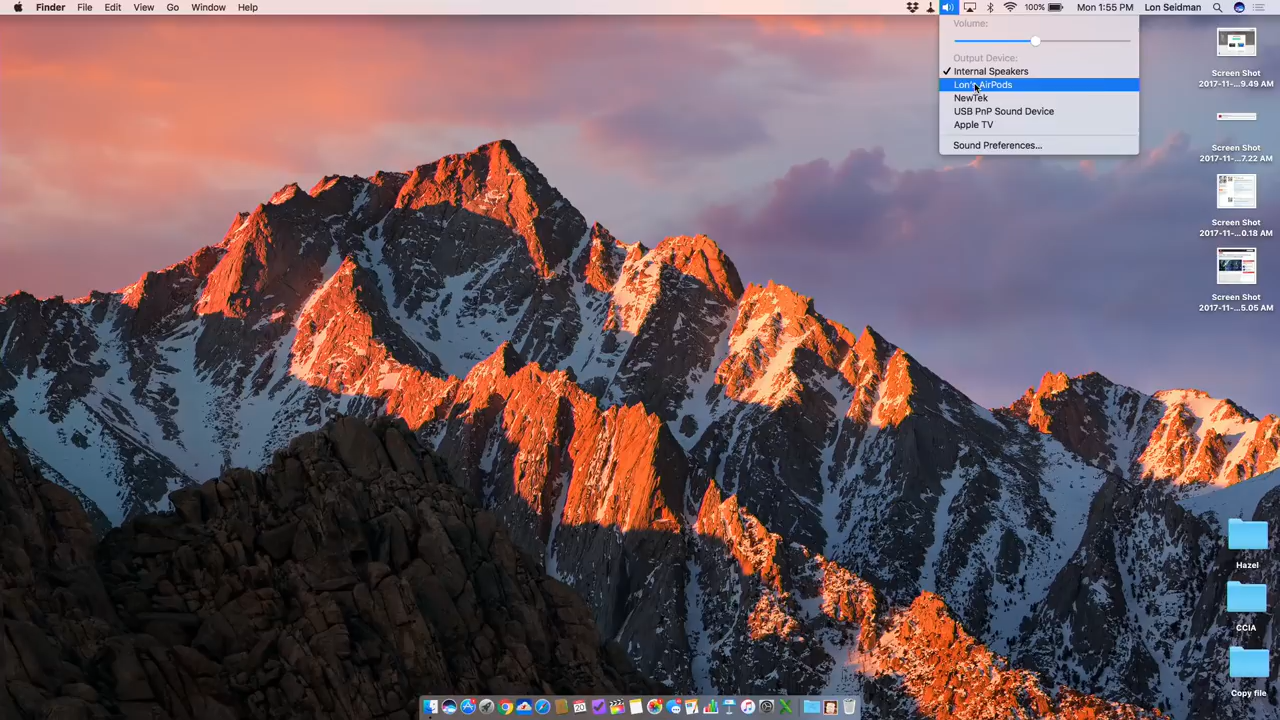 Finder File Edit View Go Window Help 100% Mon 1:55 PM Lon Seidman
Volume:
Output Device:
✓ Internal Speakers
Lon's AirPods
NewTek
USB PnP Sound Device
Apple TV
Sound Preferences...
Screen Shot
2017-11-...9.49 AM
Screen Shot
2017-11-...7.22 AM
Screen Shot
2017-11-...0.18 AM
Screen Shot
2017-11-...5.05 AM
Hazel
CCIA
Copy file